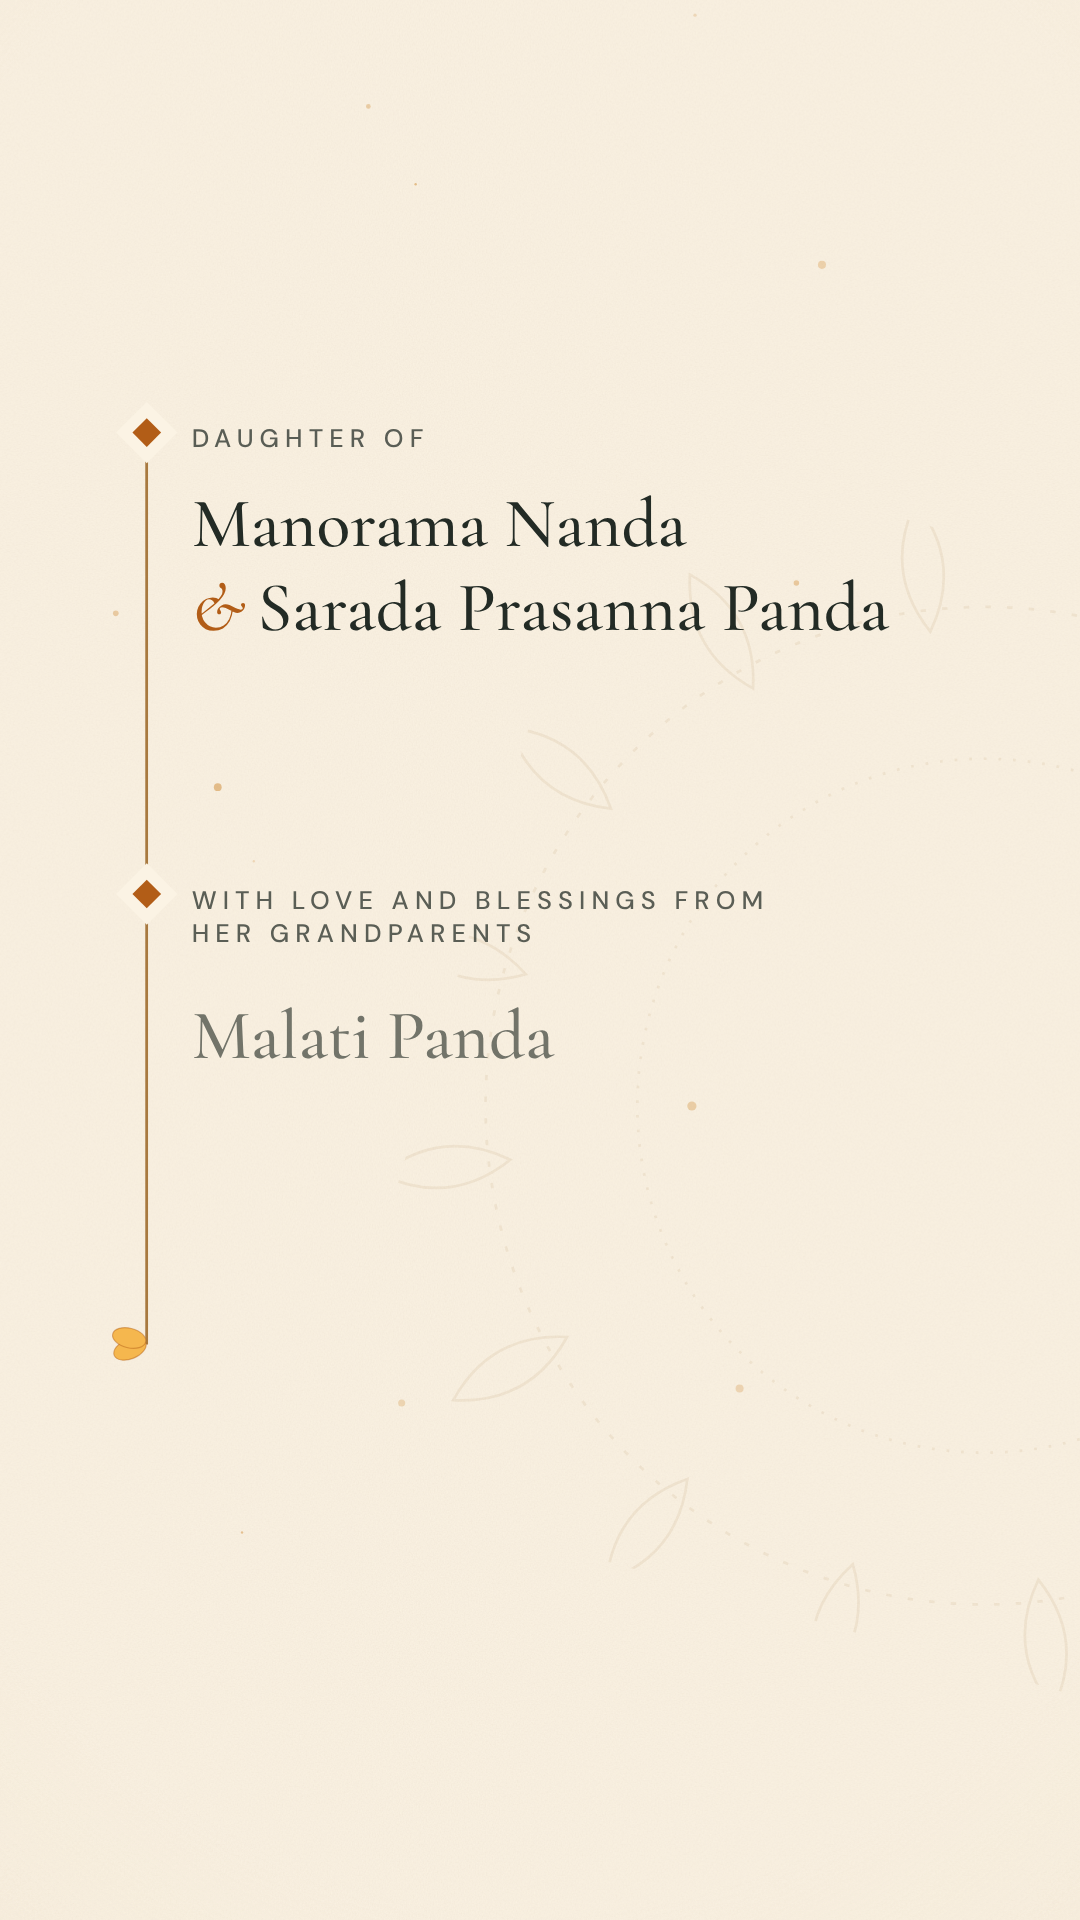 DAUGHTER OF
Manorama Nanda
& Sarada Prasanna Panda
WITH LOVE AND BLESSINGS FROM
HER GRANDPARENTS
Malati Panda